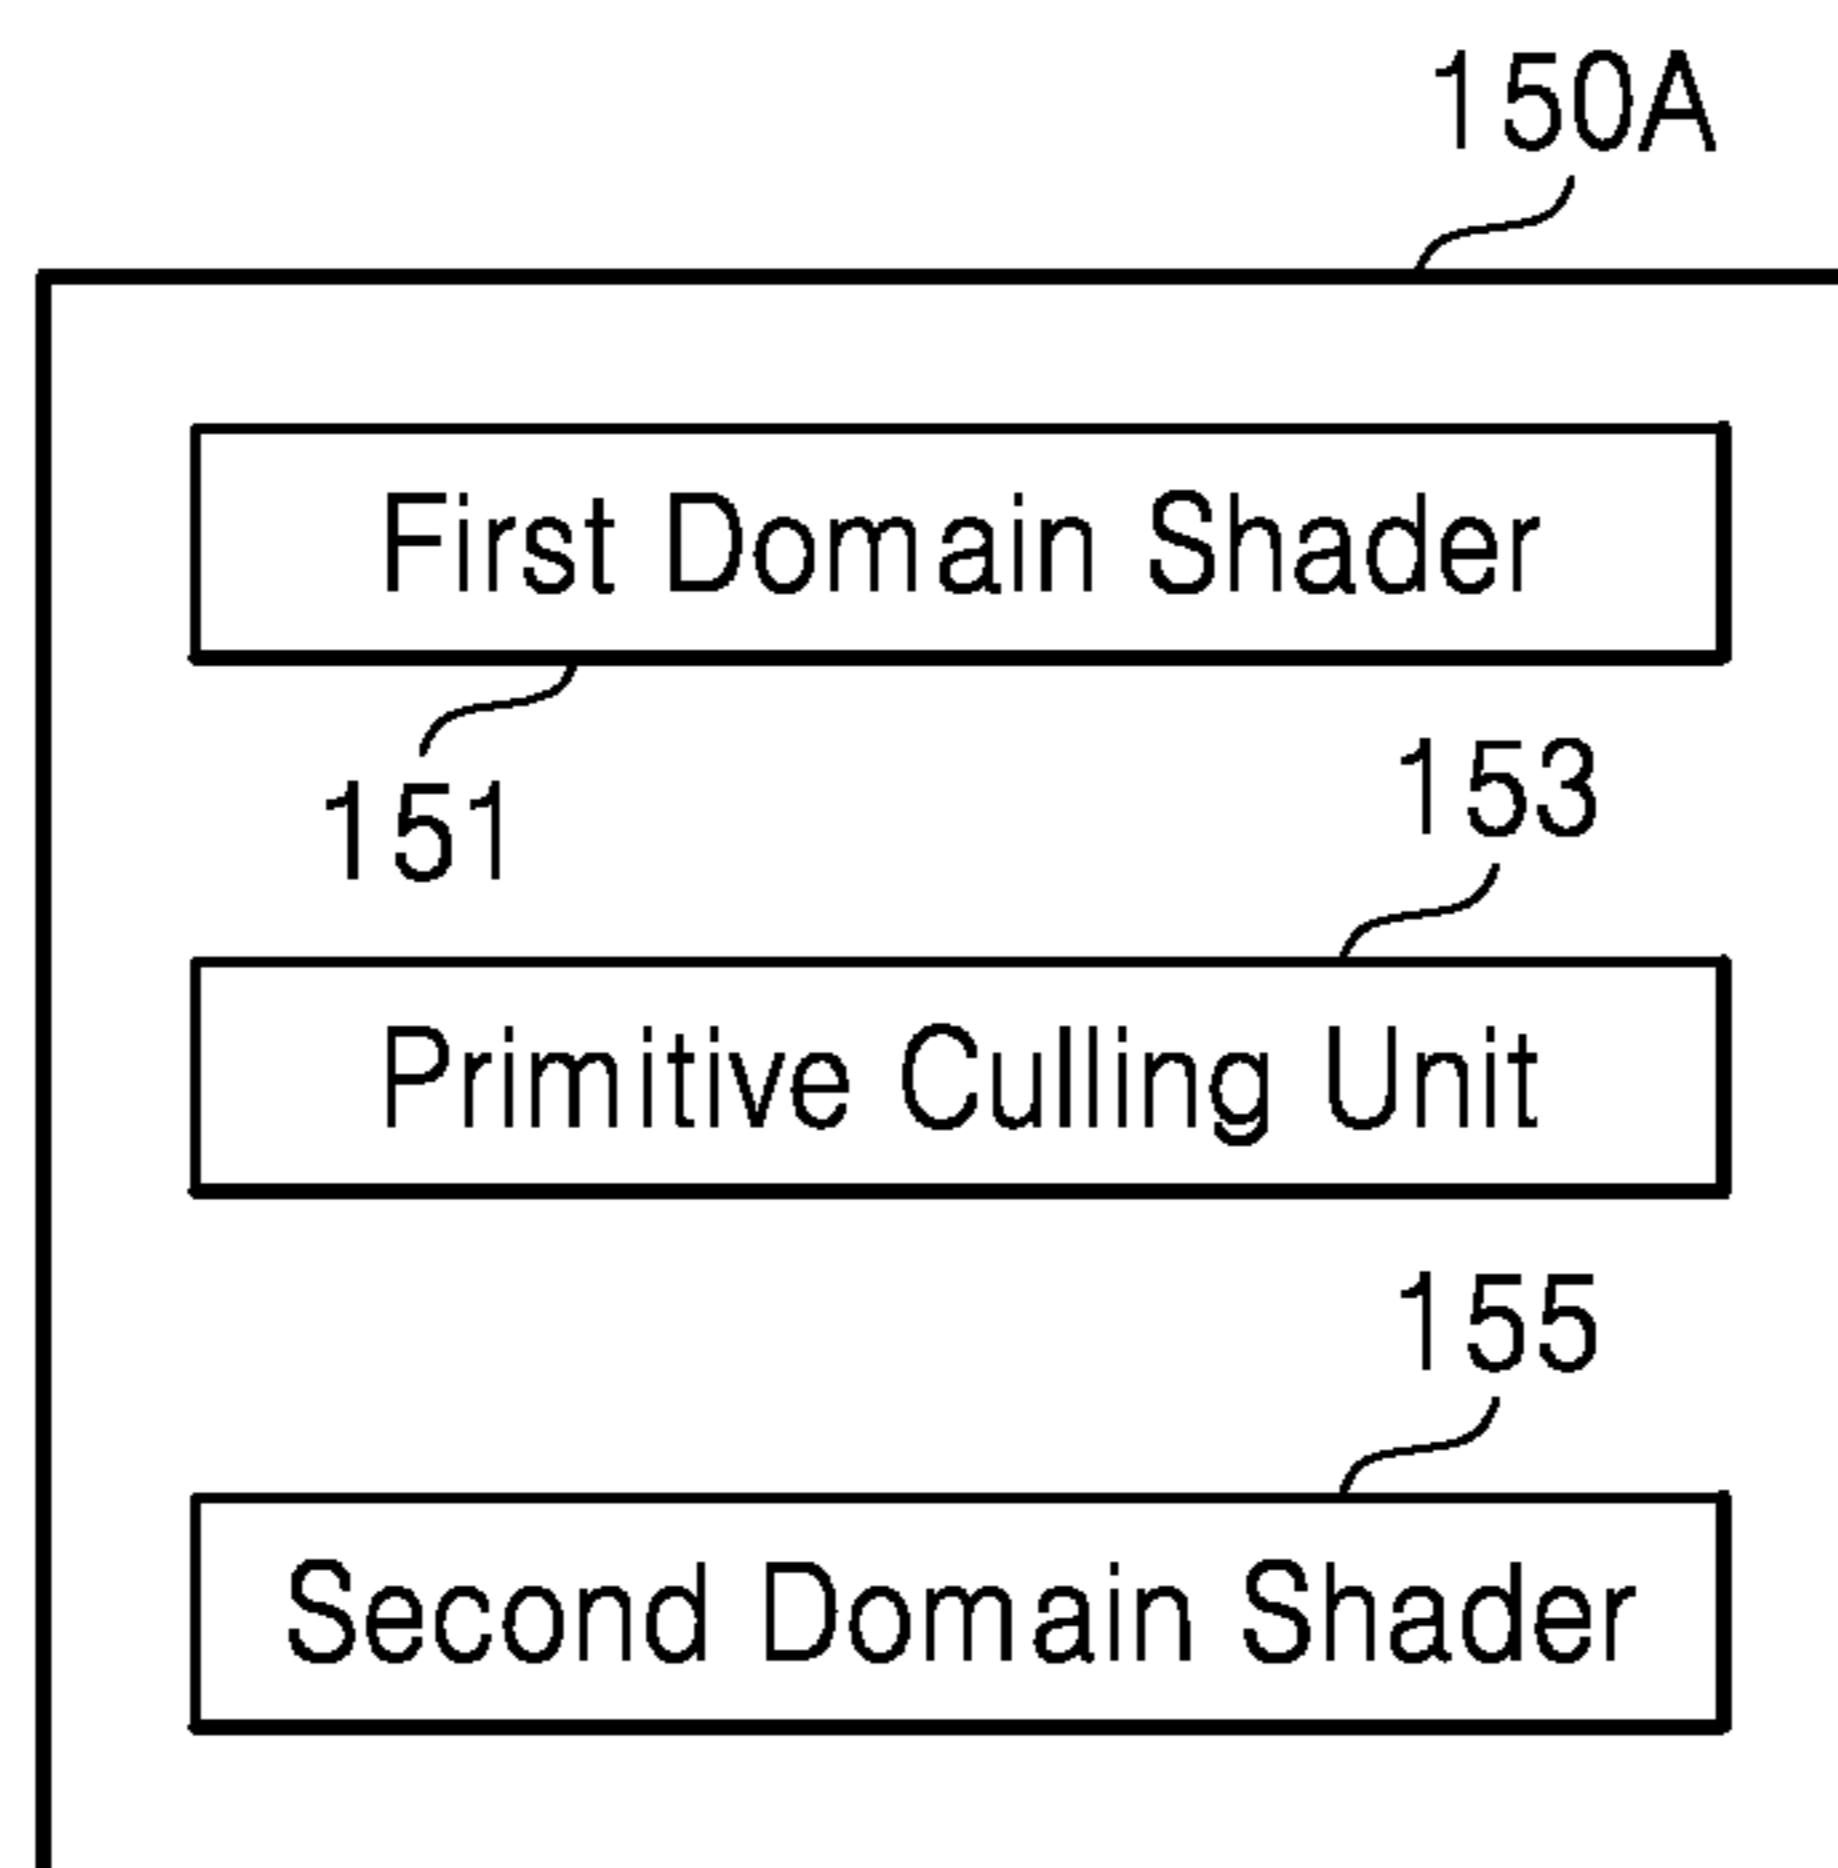 150A
First Domain Shader
151
153
Primitive Culling Unit
155
Second Domain Shader